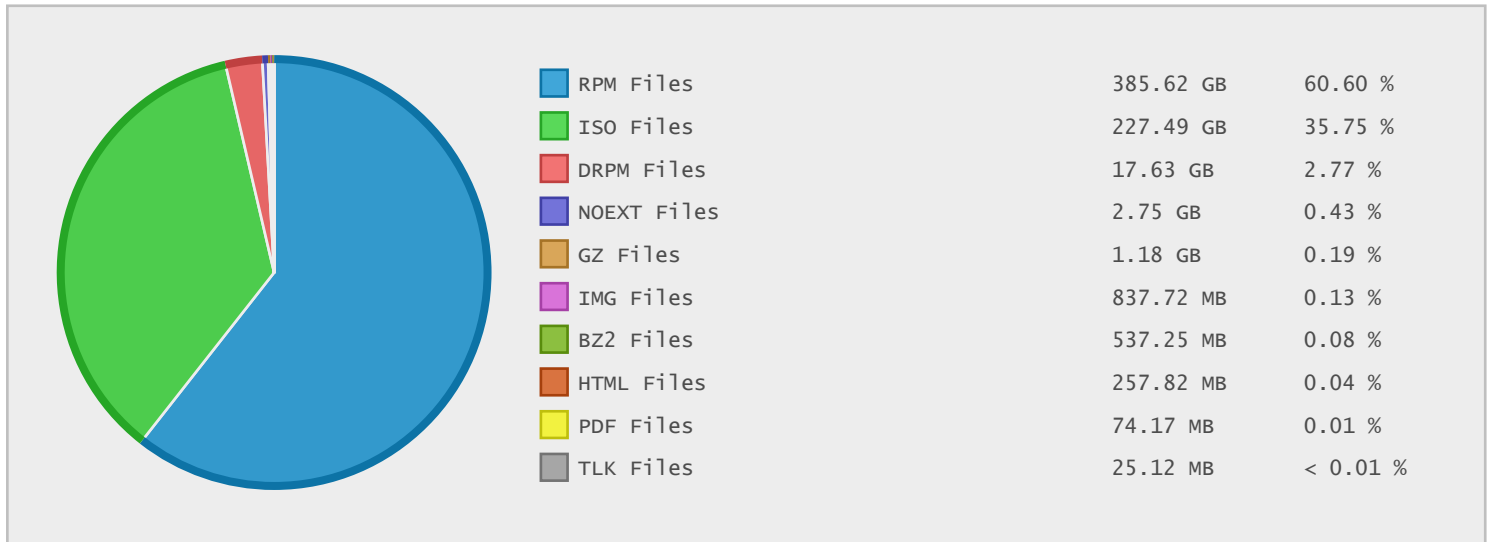 RPM Files 385.62 GB 60.60 %
ISO Files 227.49 GB 35.75 %
DRPM Files 17.63 GB 2.77 %
NOEXT Files 2.75 GB 0.43 %
GZ Files 1.18 GB 0.19 %
IMG Files 837.72 MB 0.13 %
BZ2 Files 537.25 MB 0.08 %
HTML Files 257.82 MB 0.04 %
PDF Files 74.17 MB 0.01 %
TLK Files 25.12 MB < 0.01 %